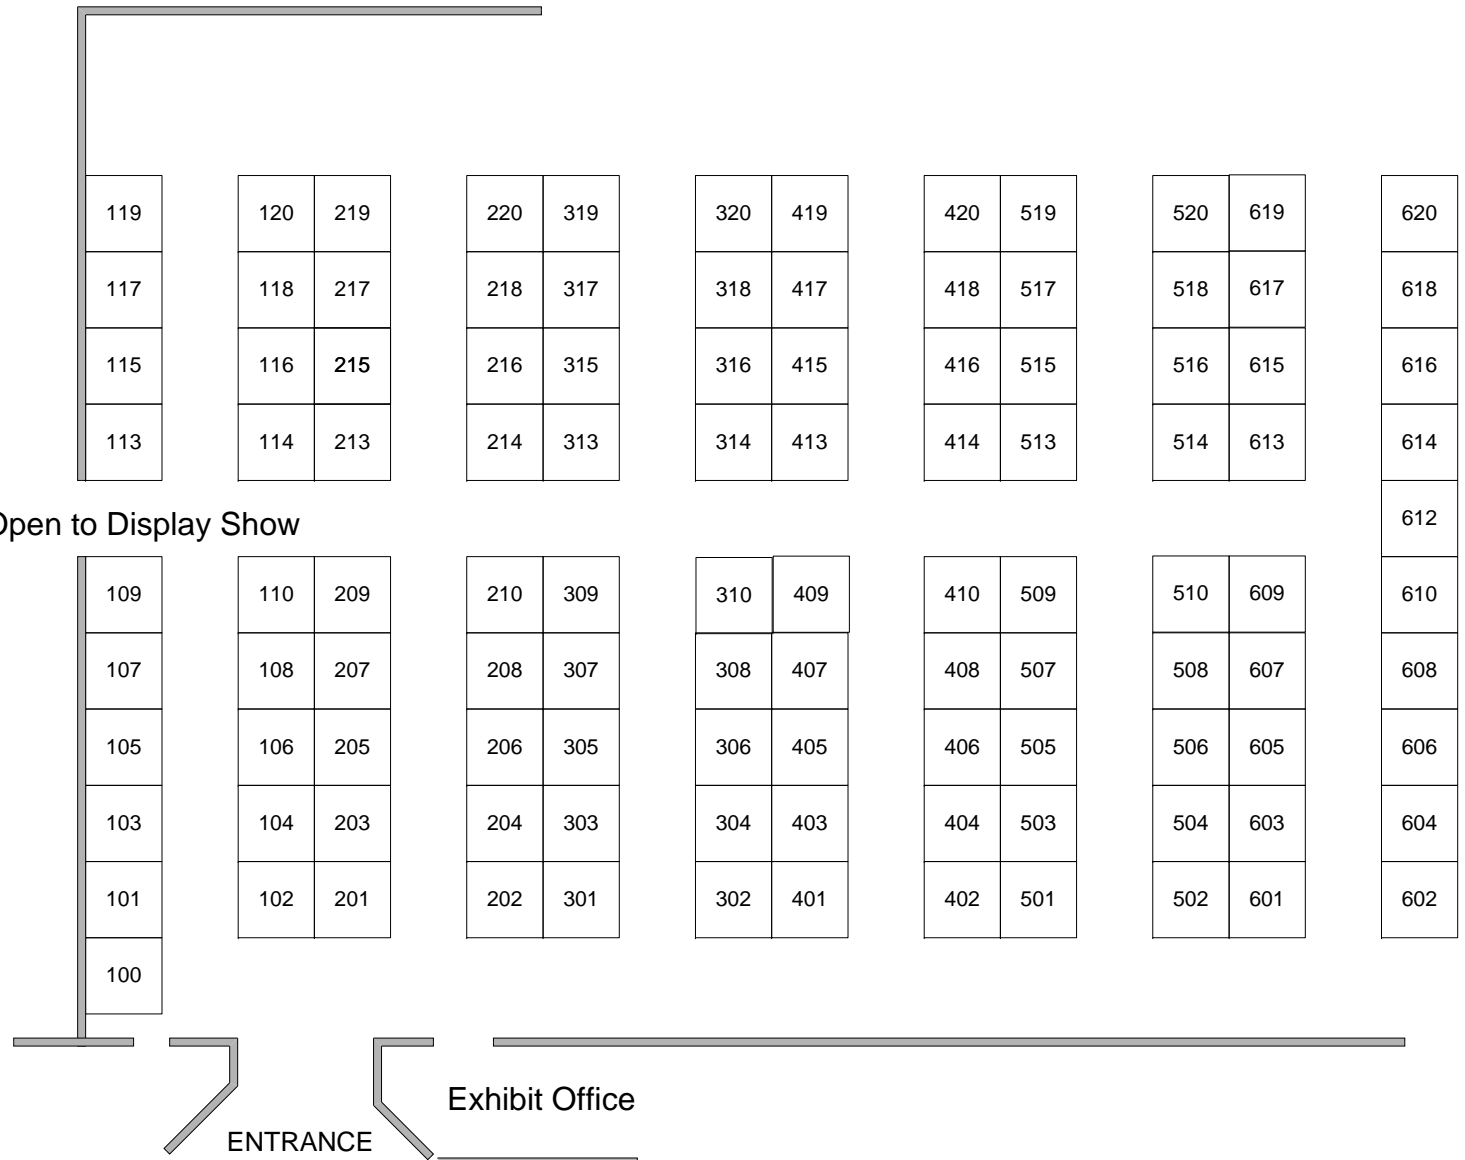 119 120 219 220 319 320 419 420 519 520 619 620
117 118 217 218 317 318 417 418 517 518 617 618
115 116 215 216 315 316 415 416 515 516 615 616
113 114 213 214 313 314 413 414 513 514 613 614
Open to Display Show 612
109 110 209 210 309 310 409 410 509 510 609 610
107 108 207 208 307 308 407 408 507 508 607 608
105 106 205 206 305 306 405 406 505 506 605 606
103 104 203 204 303 304 403 404 503 504 603 604
101 102 201 202 301 302 401 402 501 502 601 602
100
Exhibit Office
ENTRANCE